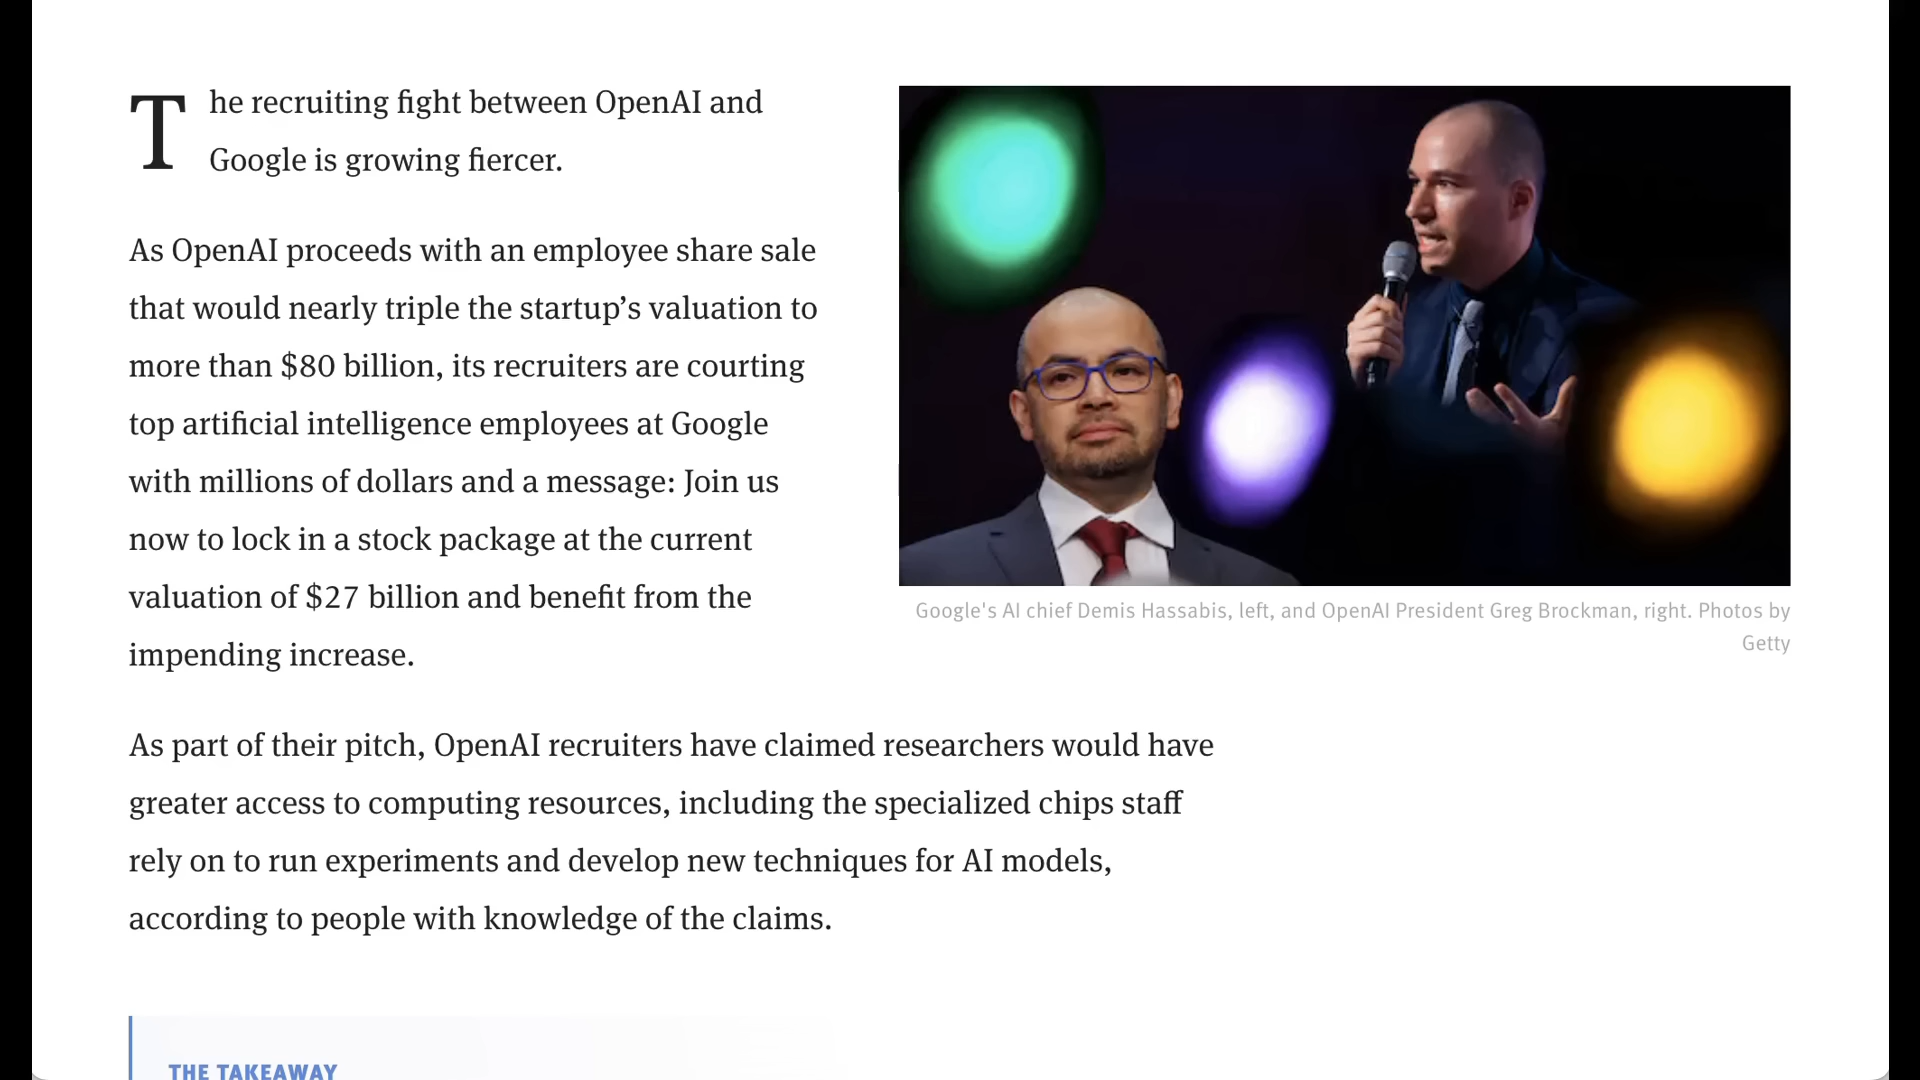 The recruiting fight between OpenAI and
Google is growing fiercer.
As OpenAI proceeds with an employee share sale
that would nearly triple the startup’s valuation to
more than $80 billion, its recruiters are courting
top artificial intelligence employees at Google
with millions of dollars and a message: Join us
now to lock in a stock package at the current
valuation of $27 billion and benefit from the
impending increase.
Google's AI chief Demis Hassabis, left, and OpenAI President Greg Brockman, right. Photos by
Getty
As part of their pitch, OpenAI recruiters have claimed researchers would have
greater access to computing resources, including the specialized chips staff
rely on to run experiments and develop new techniques for AI models,
according to people with knowledge of the claims.
THE TAKEAWAY